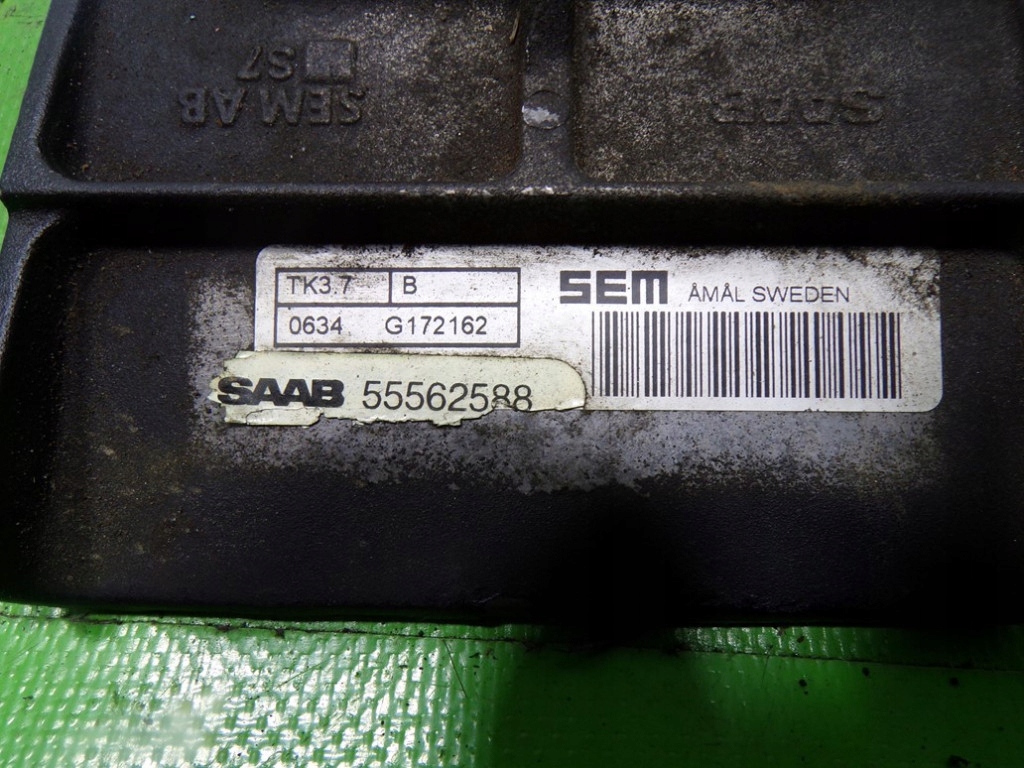 S7
SEM AB
Saab
TK3.7 B
0634 G172162
SEM ÅMÅL SWEDEN
SAAB 55562588